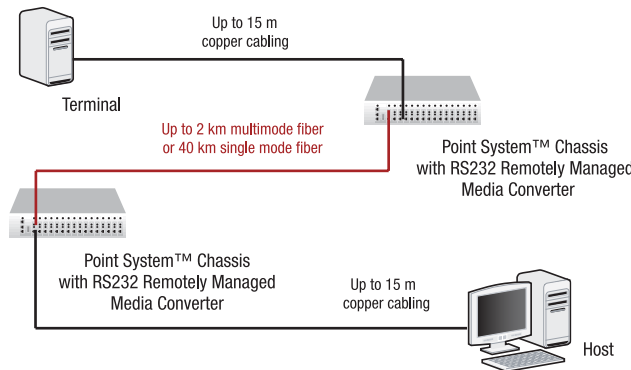 Up to 15 m
copper cabling
Terminal
Up to 2 km multimode fiber
or 40 km single mode fiber
Point System™ Chassis
with RS232 Remotely Managed
Media Converter
Point System™ Chassis
with RS232 Remotely Managed
Media Converter
Up to 15 m
copper cabling
Host